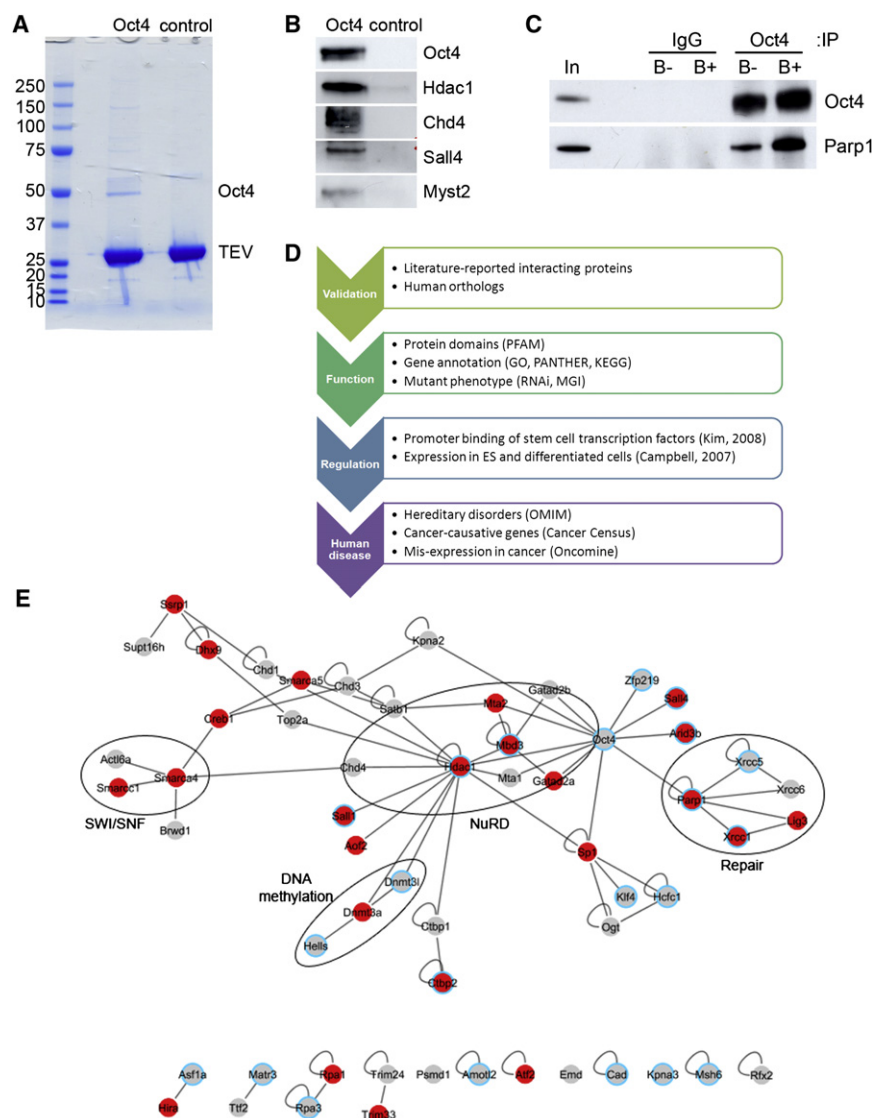 A
Oct4 control
250
150
100
75
50
37
25
20
15
10
Oct4
TEV
B
Oct4 control
Oct4
Hdac1
Chd4
Sall4
Myst2
C
IgG Oct4 :IP
In B- B+ B- B+
Oct4
Parp1
D
Validation
• Literature-reported interacting proteins
• Human orthologs
Function
• Protein domains (PFAM)
• Gene annotation (GO, PANTHER, KEGG)
• Mutant phenotype (RNAi, MGI)
Regulation
• Promoter binding of stem cell transcription factors (Kim, 2008)
• Expression in ES and differentiated cells (Campbell, 2007)
Human
disease
• Hereditary disorders (OMIM)
• Cancer-causative genes (Cancer Census)
• Mis-expression in cancer (Oncomine)
E
Ssrp1
Supt16h
Dhx9
Kpna2
Chd1
Smarca5
Chd3
Gatad2b
Zfp219
Satb1
Mta2
Sall4
Creb1
Top2a
Mbd3
Oct4
Arid3b
Actl6a
Xrcc5
Smarca4
Chd4
Hdac1
Mta1
Gatad2a
Xrcc6
Smarcc1
Parp1
SWI/SNF
Brwd1
Sall1
NuRD
Lig3
Xrcc1
Aof2
Sp1
Repair
DNA
methylation
Dnmt3l
Dnmt3a
Klf4
Hcfc1
Hells
Ctbp1
Ogt
Ctbp2
Asf1a
Matr3
Rpa1
Trim24
Psmd1
Amotl2
Atf2
Emd
Cad
Kpna3
Msh6
Rfx2
Hira
Ttf2
Rpa3
Trim33